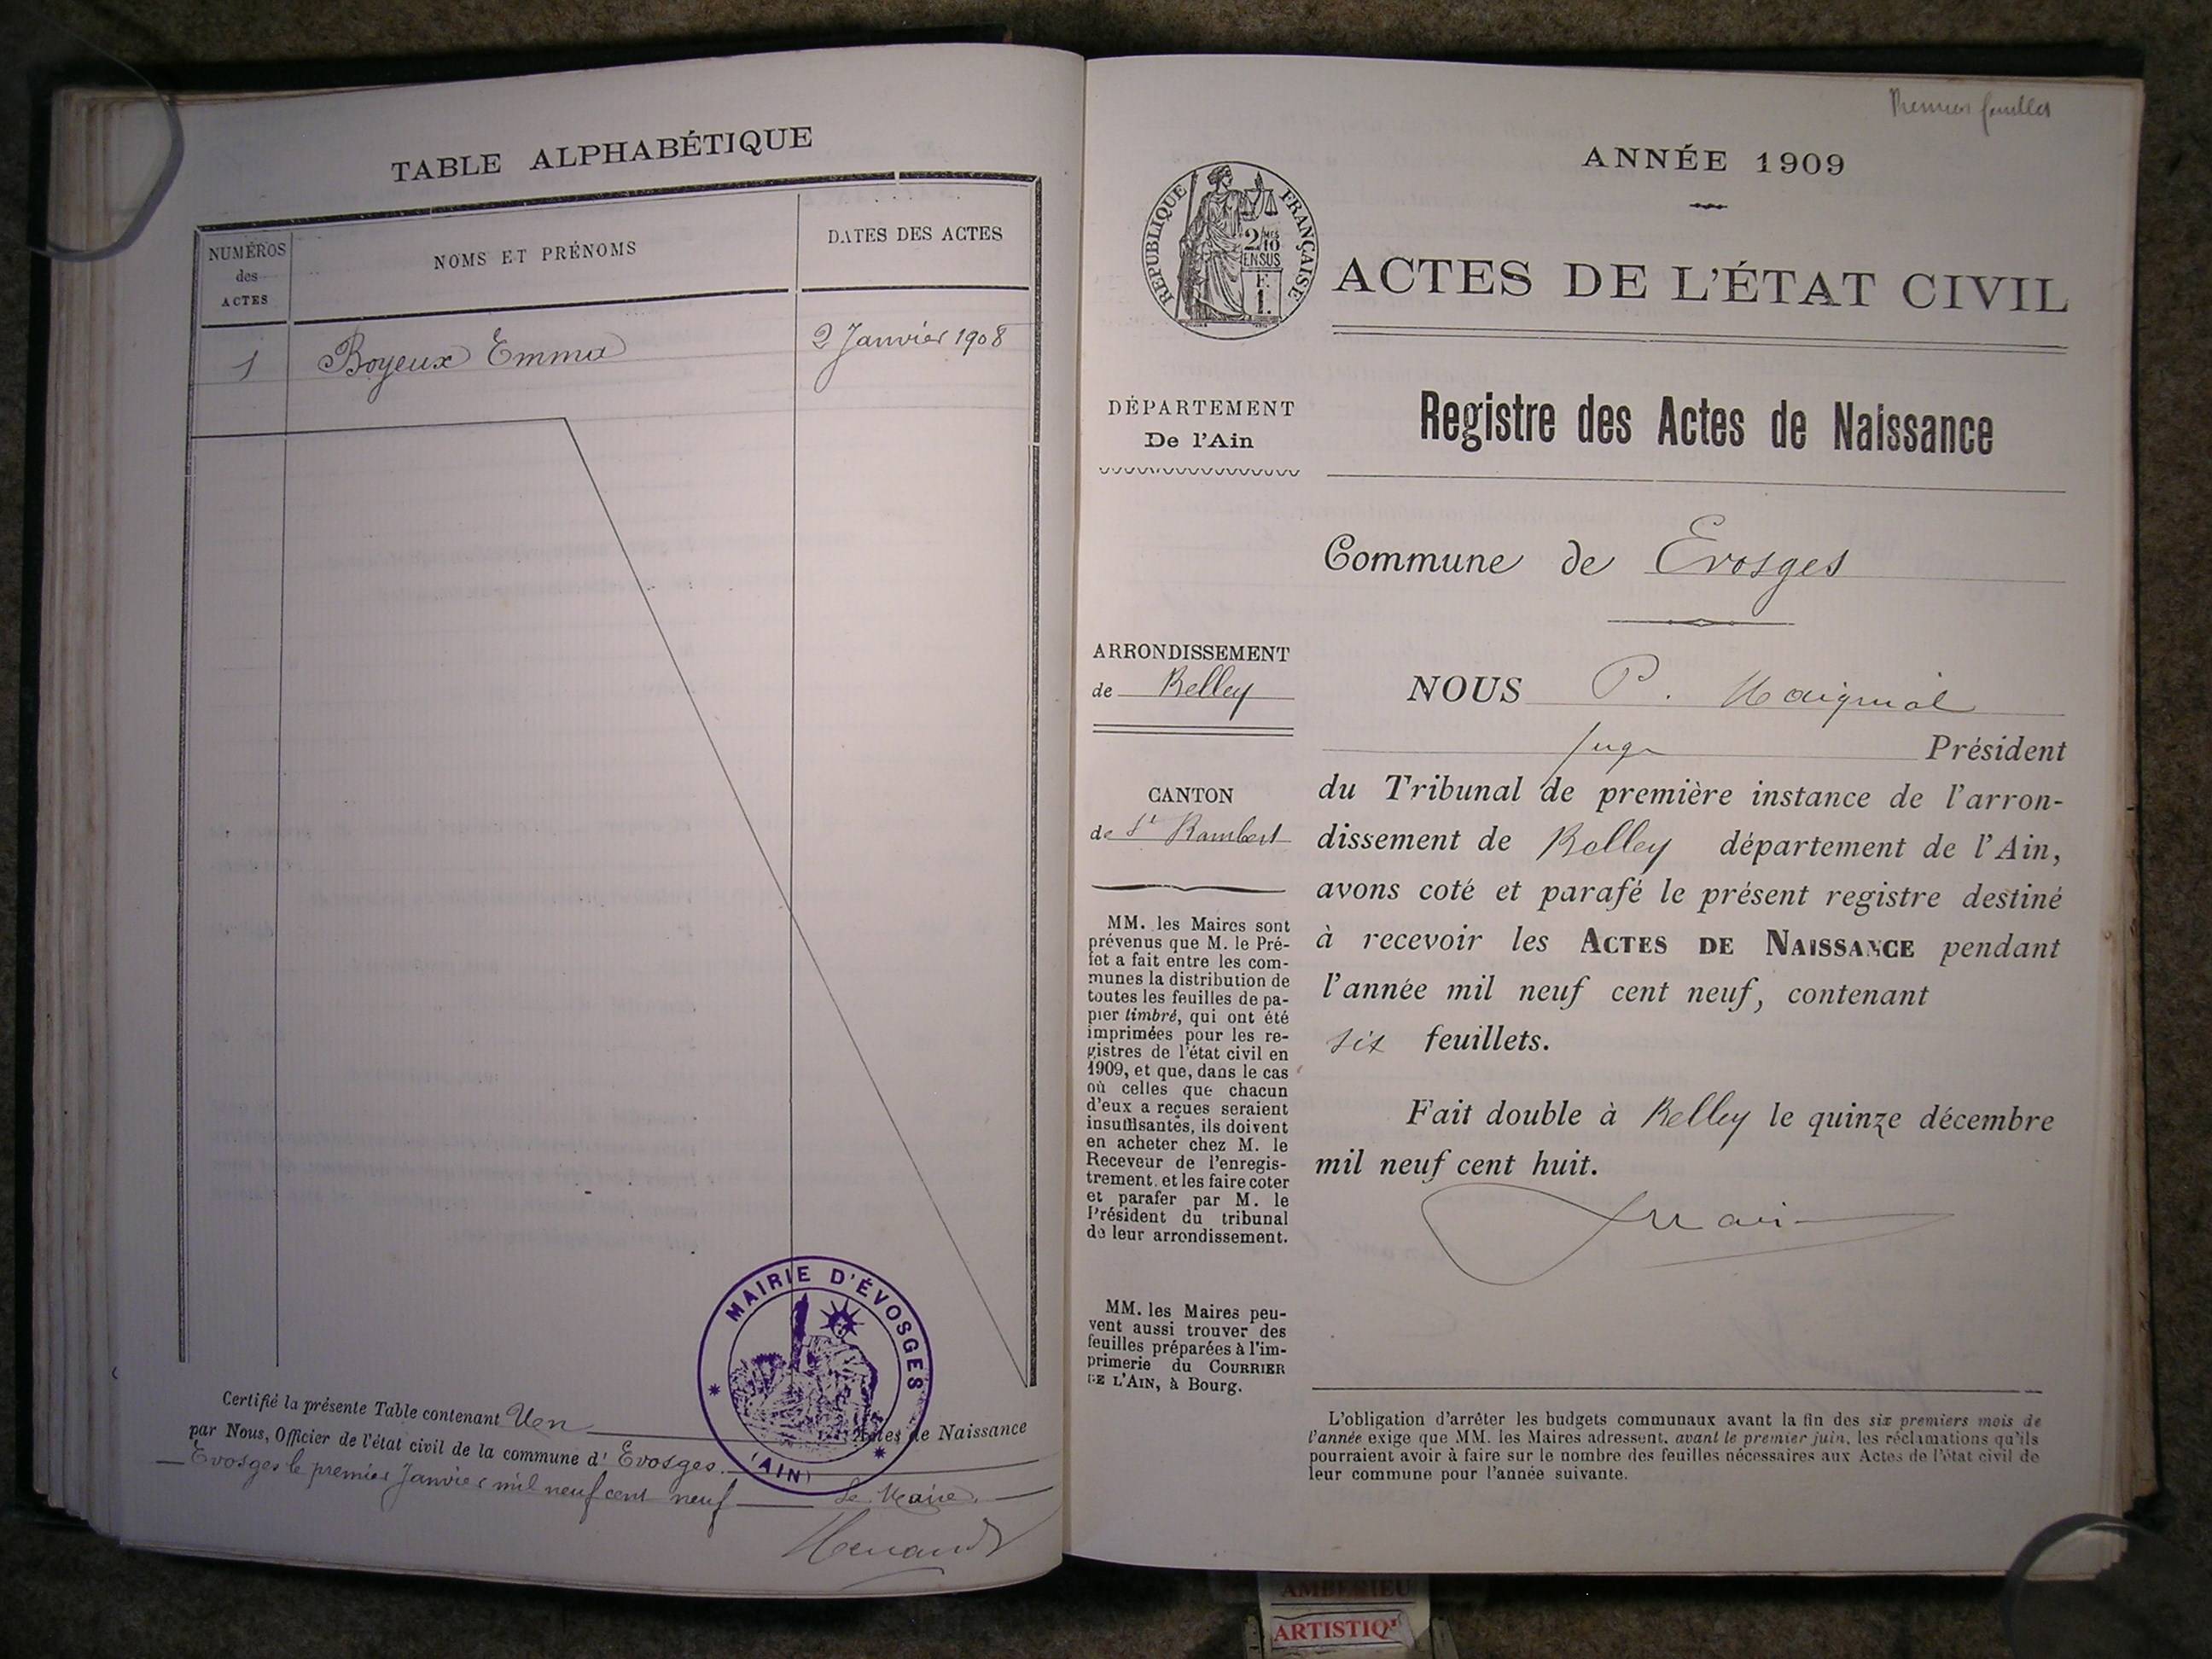 TABLE ALPHABÉTIQUE
NUMÉROS
des
ACTES
NOMS ET PRÉNOMS
DATES DES ACTES
1
Boyeux Emma
2 Janvier 1908
Certifié la présente Table contenant Un Actes de Naissance
par Nous, Officier de l'état civil de la commune d' Evosges.
Evosges le premier Janvier mil neuf cent neuf Le Maire,
MAIRIE D'ÉVOSGES
(AIN)
ANNÉE 1909
RÉPUBLIQUE FRANÇAISE
ACTES DE L'ÉTAT CIVIL
DÉPARTEMENT
De l'Ain
Registre des Actes de Naissance
Commune de Evosges
ARRONDISSEMENT
de Belley
CANTON
de St Rambert
MM. les Maires sont
prévenus que M. le Pré-
fet a fait entre les com-
munes la distribution de
toutes les feuilles de pa-
pier timbré, qui ont été
imprimées pour les re-
gistres de l'état civil en
1909, et que, dans le cas
où celles que chacun
d'eux a reçues seraient
insuffisantes, ils doivent
en acheter chez M. le
Receveur de l'enregis-
trement, et les faire coter
et parafer par M. le
Président du tribunal
de leur arrondissement.
MM. les Maires peu-
vent aussi trouver des
feuilles préparées à l'im-
primerie du COURRIER
DE L'AIN, à Bourg.
NOUS P.
Juge Président
du Tribunal de première instance de l'arron-
dissement de Belley département de l'Ain,
avons coté et parafé le présent registre destiné
à recevoir les ACTES DE NAISSANCE pendant
l'année mil neuf cent neuf, contenant
six feuillets.
Fait double à Belley le quinze décembre
mil neuf cent huit.
L'obligation d'arrêter les budgets communaux avant la fin des six premiers mois de
l'année exige que MM. les Maires adressent, avant le premier juin, les réclamations qu'ils
pourraient avoir à faire sur le nombre des feuilles nécessaires aux Actes de l'état civil de
leur commune pour l'année suivante.
AMBERIEU
ARTISTIQ